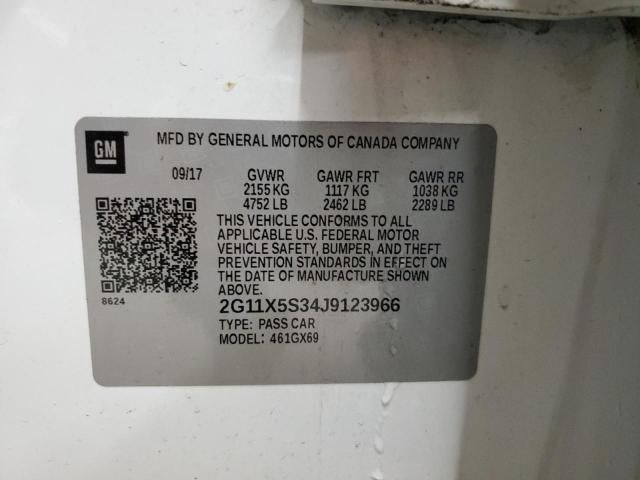 GM
MFD BY GENERAL MOTORS OF CANADA COMPANY
09/17 GVWR GAWR FRT GAWR RR
2155 KG 1117 KG 1038 KG
4752 LB 2462 LB 2289 LB
THIS VEHICLE CONFORMS TO ALL
APPLICABLE U.S. FEDERAL MOTOR
VEHICLE SAFETY, BUMPER, AND THEFT
PREVENTION STANDARDS IN EFFECT ON
THE DATE OF MANUFACTURE SHOWN
ABOVE.
8624
2G11X5S34J9123966
TYPE: PASS CAR
MODEL: 461GX69